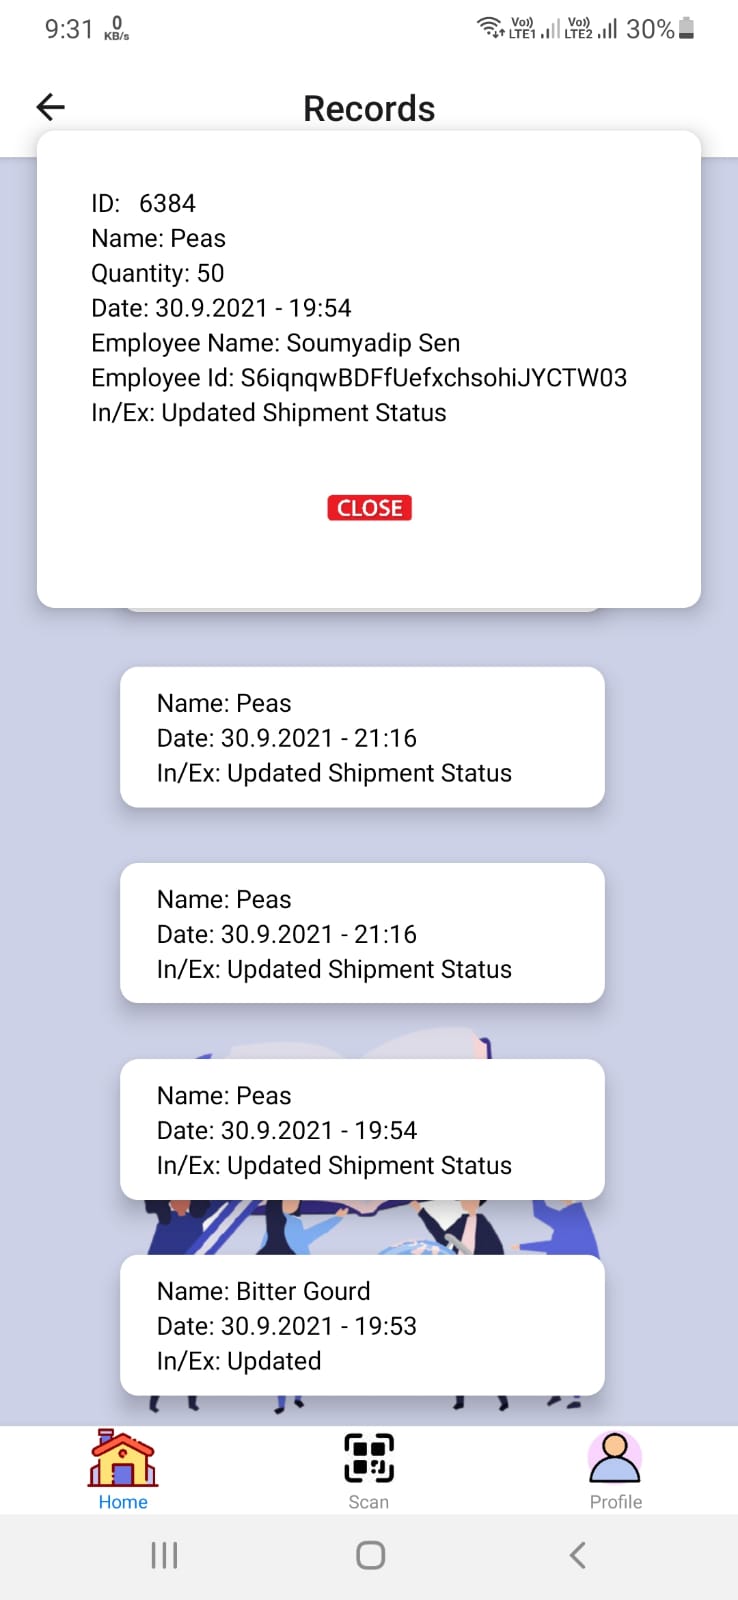 9:31 0 KB/s Vo)) LTE1 Vo)) LTE2 30%
Records
ID: 6384
Name: Peas
Quantity: 50
Date: 30.9.2021 - 19:54
Employee Name: Soumyadip Sen
Employee Id: S6iqnqwBDFfUefxchsohiJYCTW03
In/Ex: Updated Shipment Status
CLOSE
Name: Peas
Date: 30.9.2021 - 21:16
In/Ex: Updated Shipment Status
Name: Peas
Date: 30.9.2021 - 21:16
In/Ex: Updated Shipment Status
Name: Peas
Date: 30.9.2021 - 19:54
In/Ex: Updated Shipment Status
Name: Bitter Gourd
Date: 30.9.2021 - 19:53
In/Ex: Updated
Home Scan Profile